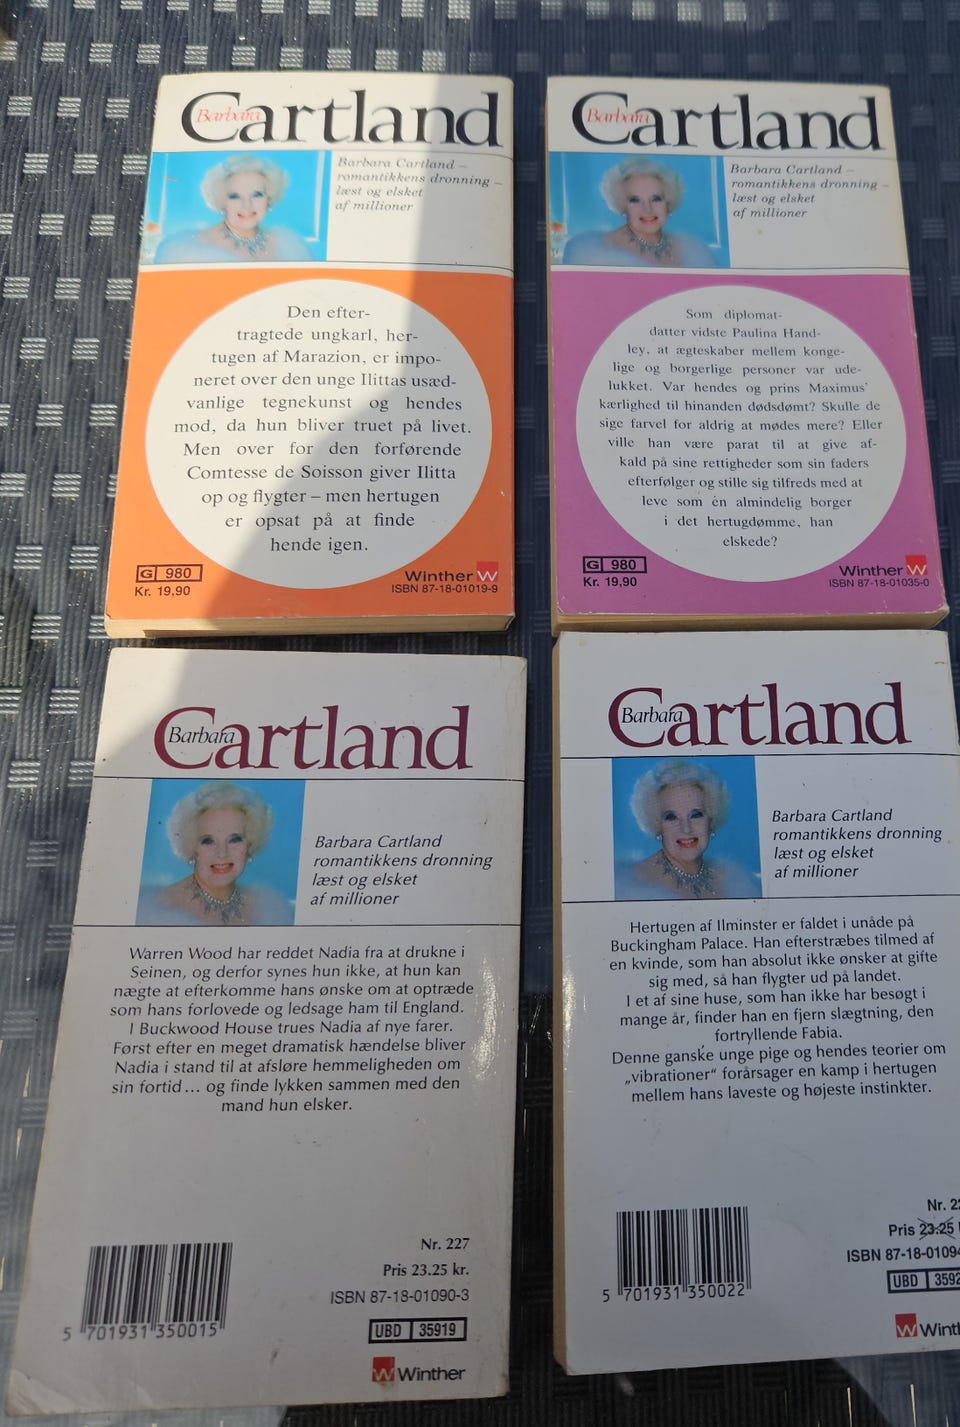 Barbara
Cartland
Barbara Cartland –
romantikkens dronning –
læst og elsket
af millioner
Den efter-
tragtede ungkarl, her-
tugen af Marazion, er impo-
neret over den unge Ilittas usæd-
vanlige tegnekunst og hendes
mod, da hun bliver truet på livet.
Men over for den forførende
Comtesse de Soisson giver Ilitta
op og flygter – men hertugen
er opsat på at finde
hende igen.
G 980
Kr. 19,90
Winther
ISBN 87-18-01019-9
Barbara
Cartland
Barbara Cartland –
romantikkens dronning –
læst og elsket
af millioner
Som diplomat-
datter vidste Paulina Hand-
ley, at ægteskaber mellem konge-
lige og borgerlige personer var ude-
lukket. Var hendes og prins Maximus'
kærlighed til hinanden dødsdømt? Skulle de
sige farvel for aldrig at mødes mere? Eller
ville han være parat til at give af-
kald på sine rettigheder som sin faders
efterfølger og stille sig tilfreds med at
leve som én almindelig borger
i det hertugdømme, han
elskede?
G 980
Kr. 19,90
Winther
ISBN 87-18-01035-0
Barbara
Cartland
Barbara Cartland
romantikkens dronning
læst og elsket
af millioner
Warren Wood har reddet Nadia fra at drukne i
Seinen, og derfor synes hun ikke, at hun kan
nægte at efterkomme hans ønske om at optræde
som hans forlovede og ledsage ham til England.
I Buckwood House trues Nadia af nye farer.
Først efter en meget dramatisk hændelse bliver
Nadia i stand til at afsløre hemmeligheden om
sin fortid ... og finde lykken sammen med den
mand hun elsker.
Nr. 227
Pris 23.25 kr.
ISBN 87-18-01090-3
5 701931 350015
UBD 35919
Winther
Barbara
Cartland
Barbara Cartland
romantikkens dronning
læst og elsket
af millioner
Hertugen af Ilminster er faldet i unåde på
Buckingham Palace. Han efterstræbes tilmed af
en kvinde, som han absolut ikke ønsker at gifte
sig med, så han flygter ud på landet.
I et af sine huse, som han ikke har besøgt i
mange år, finder han en fjern slægtning, den
fortryllende Fabia.
Denne ganske unge pige og hendes teorier om
„vibrationer“ forårsager en kamp i hertugen
mellem hans laveste og højeste instinkter.
Nr. 22
Pris 23.25
ISBN 87-18-0109
5 701931 350022
UBD 3592
Winth